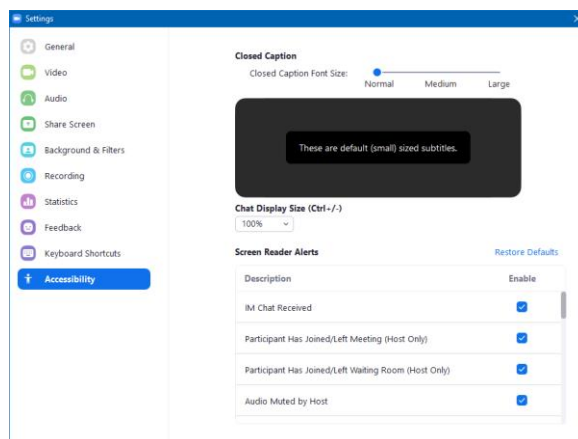 Settings
General
Video
Audio
Share Screen
Background & Filters
Recording
Statistics
Feedback
Keyboard Shortcuts
Accessibility
Closed Caption
Closed Caption Font Size:
Normal Medium Large
These are default (small) sized subtitles.
Chat Display Size (Ctrl+/-)
100%
Screen Reader Alerts Restore Defaults
Description Enable
IM Chat Received
Participant Has Joined/Left Meeting (Host Only)
Participant Has Joined/Left Waiting Room (Host Only)
Audio Muted by Host